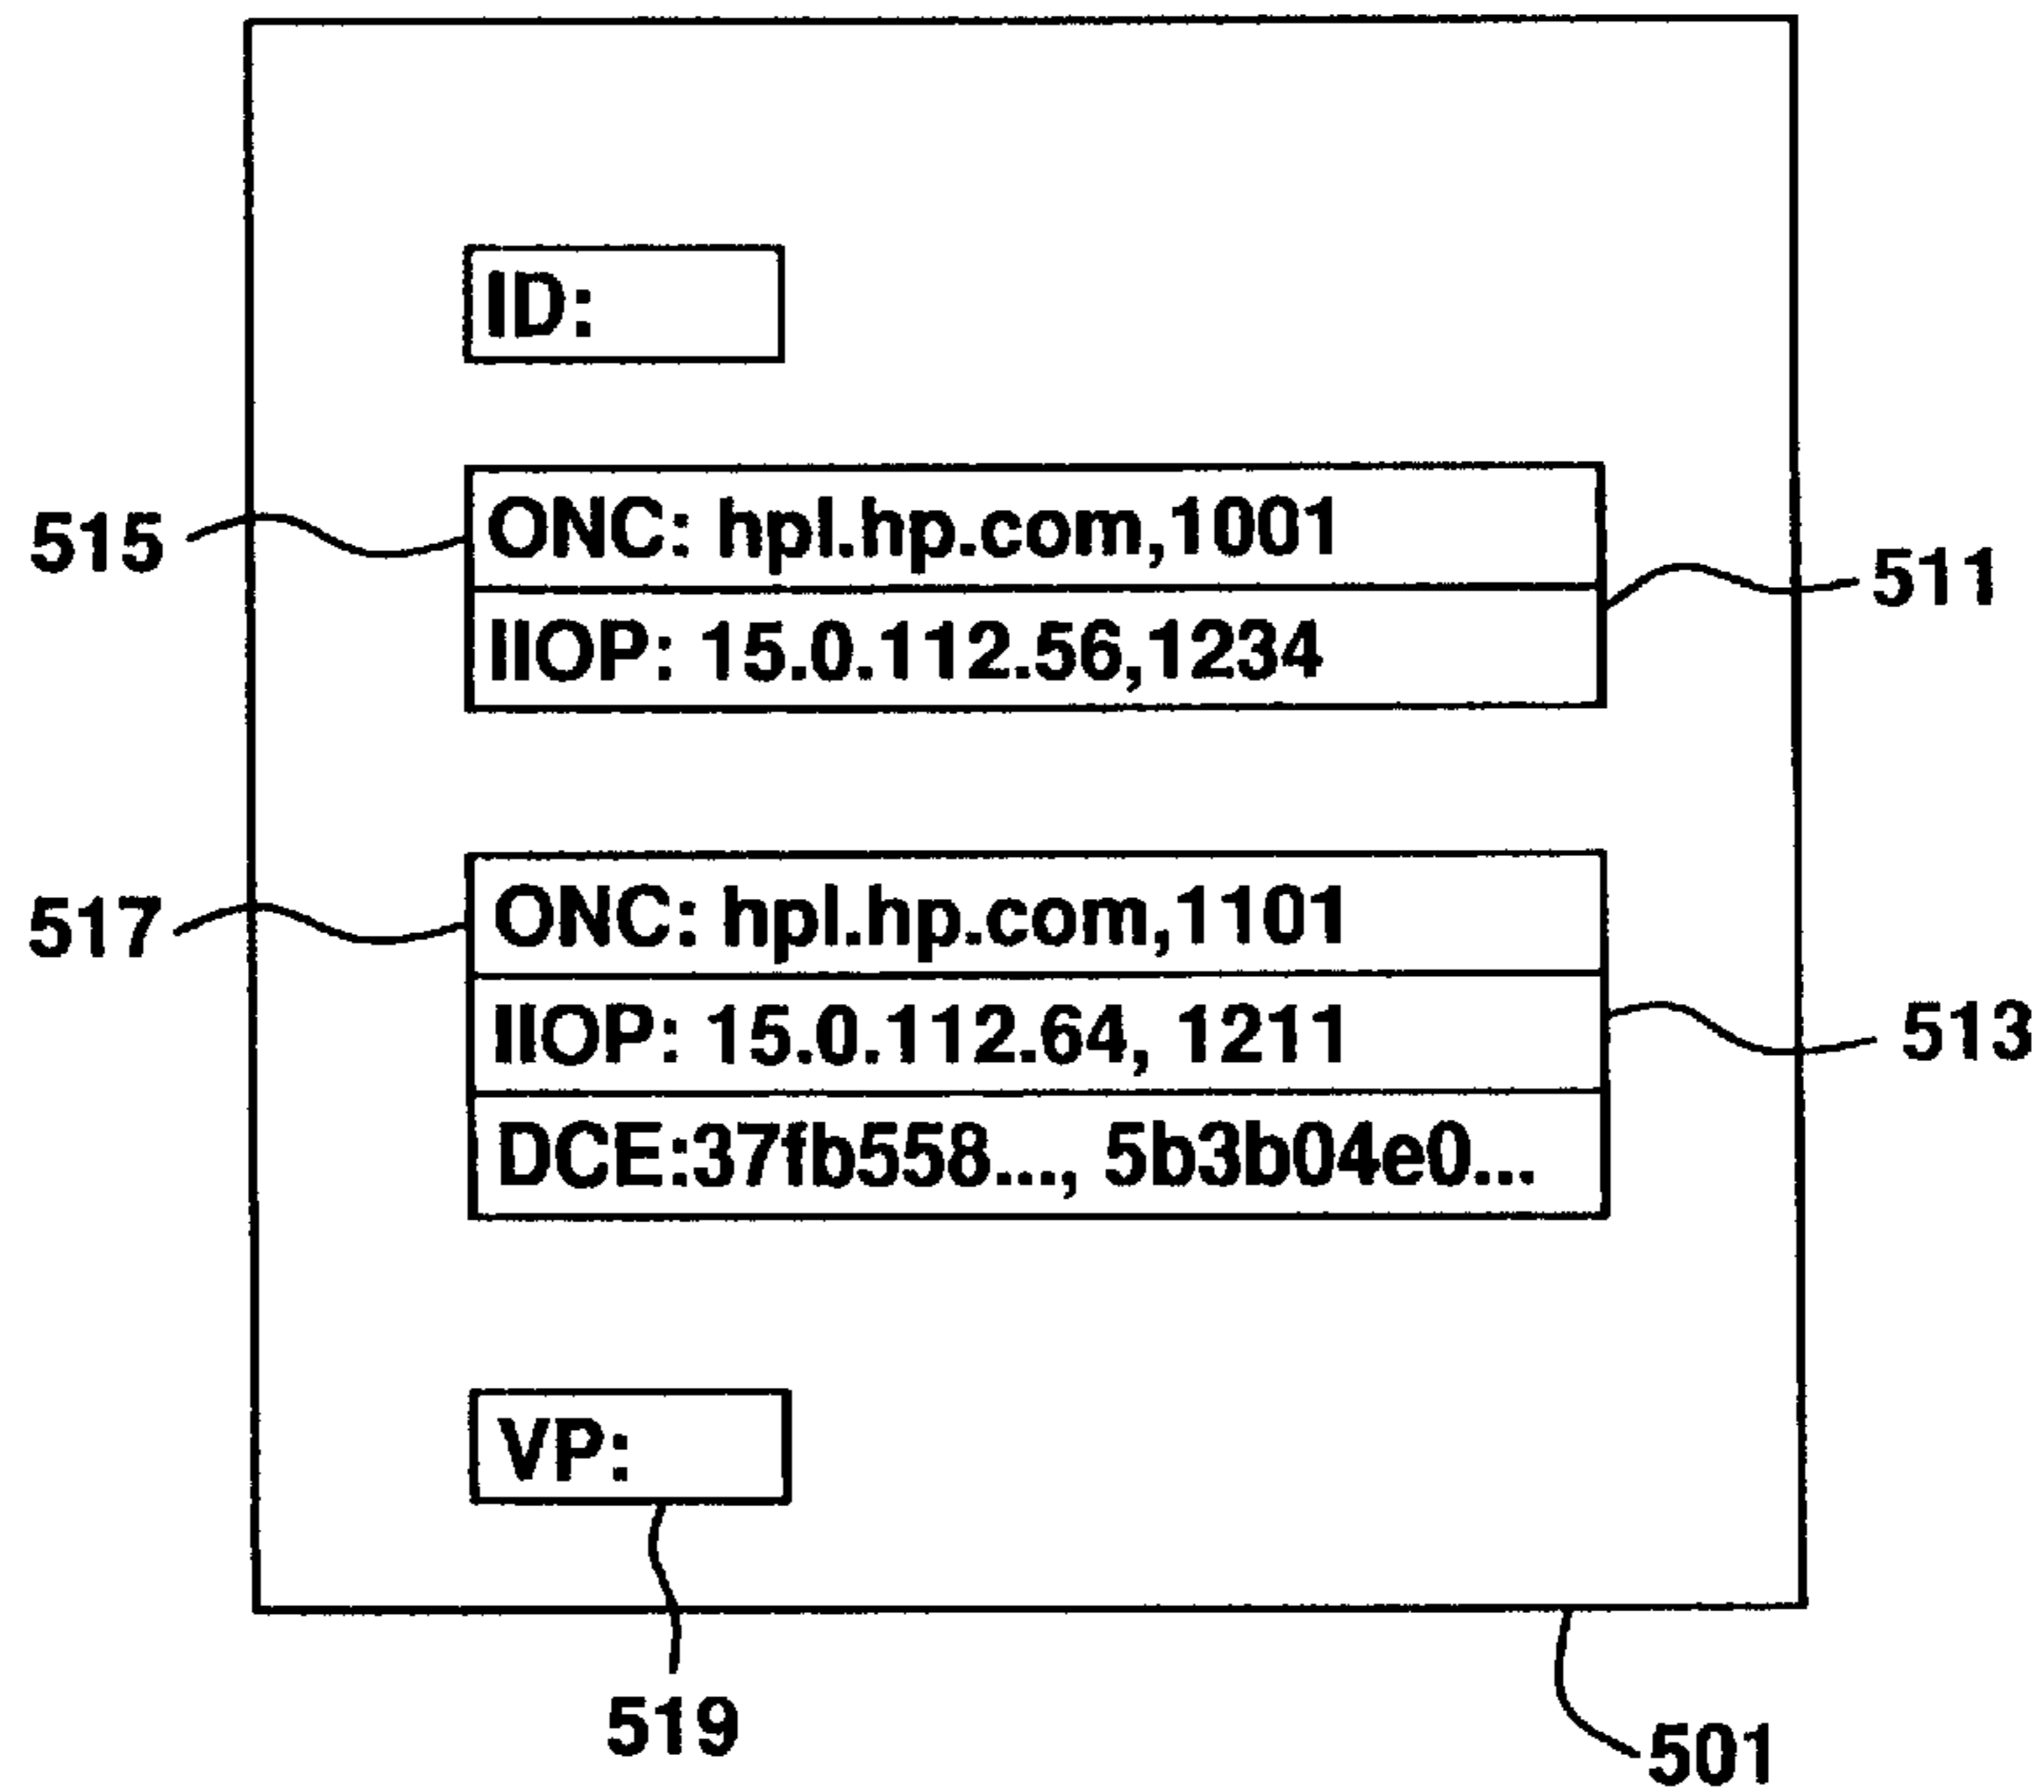 ID:
515
ONC: hpl.hp.com,1001
511
IIOP: 15.0.112.56,1234
517
ONC: hpl.hp.com,1101
IIOP: 15.0.112.64, 1211
513
DCE:37fb558..., 5b3b04e0...
VP:
519
501